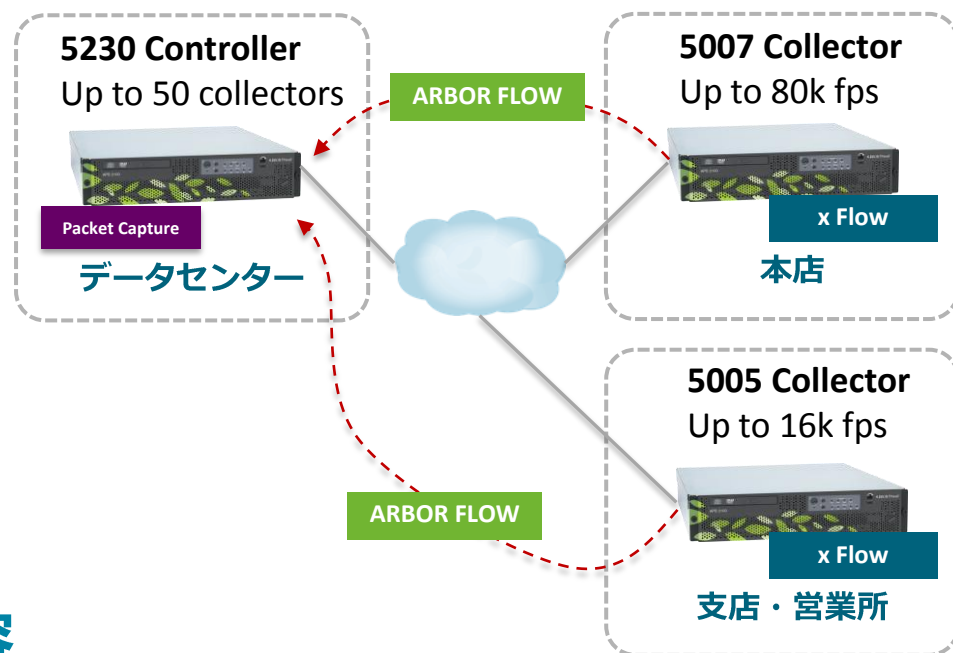 5230 Controller
Up to 50 collectors
Packet Capture
データセンター
ARBOR FLOW
5007 Collector
Up to 80k fps
x Flow
本店
5005 Collector
Up to 16k fps
x Flow
支店・営業所
ARBOR FLOW